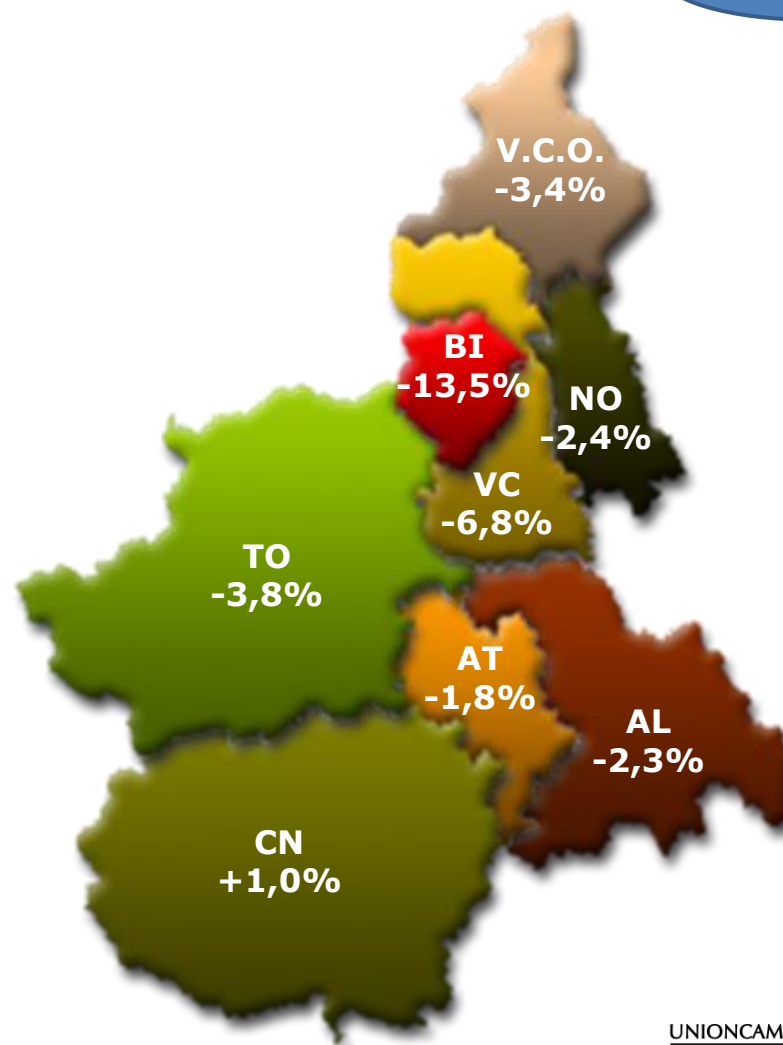 V.C.O.
-3,4%
BI
-13,5%
NO
-2,4%
VC
-6,8%
TO
-3,8%
AT
-1,8%
AL
-2,3%
CN
+1,0%
UNIONCAM